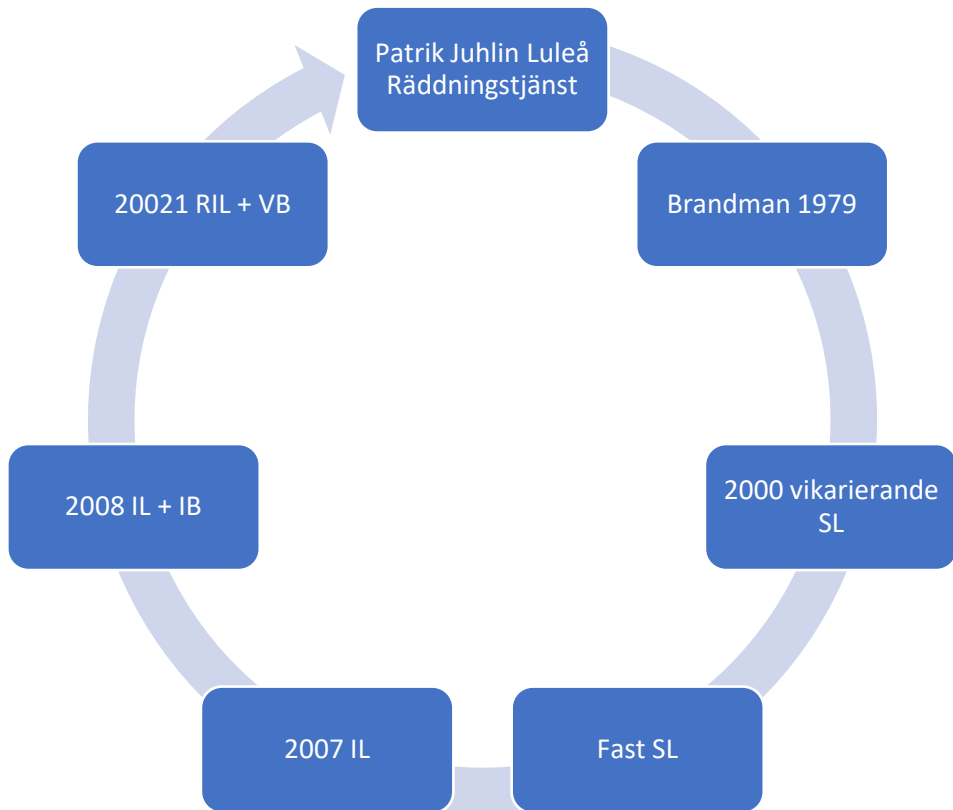 Patrik Juhlin Luleå
Räddningstjänst
Brandman 1979
2000 vikarierande
SL
Fast SL
2007 IL
2008 IL + IB
20021 RIL + VB